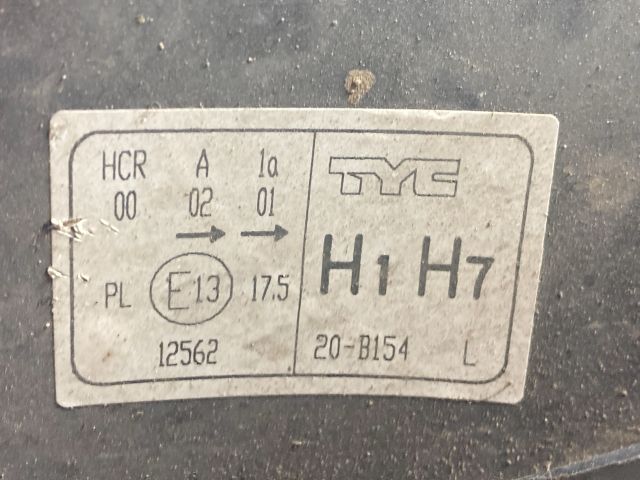 HCR A 1a
00 02 01
→ →
PL E13 17.5
12562
TYC
H1 H7
20-B154 L